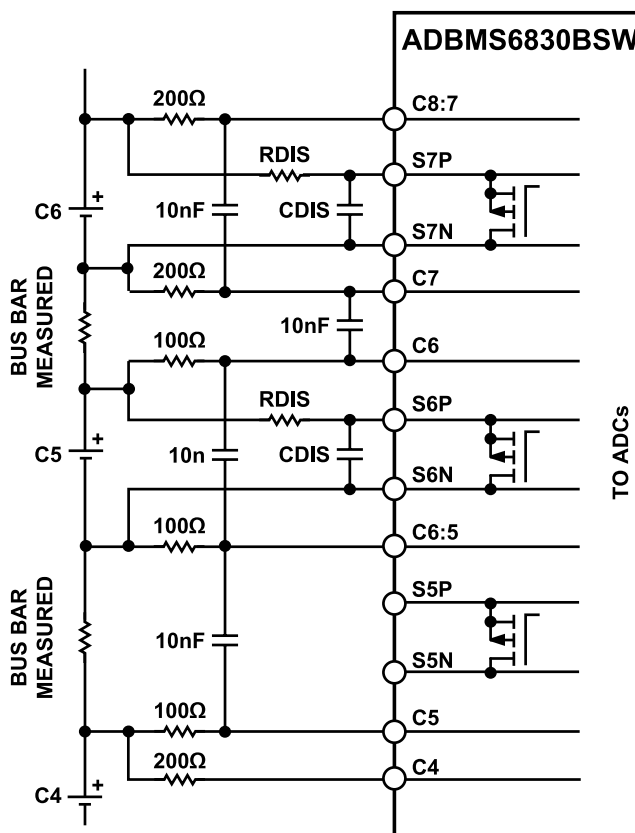 ADBMS6830BSW
200Ω
C8:7
RDIS
S7P
C6
+
10nF
CDIS
S7N
200Ω
C7
BUS BAR
MEASURED
10nF
100Ω
C6
RDIS
S6P
C5
+
10n
CDIS
S6N
TO ADCs
100Ω
C6:5
S5P
BUS BAR
MEASURED
10nF
S5N
100Ω
C5
200Ω
C4
C4
+